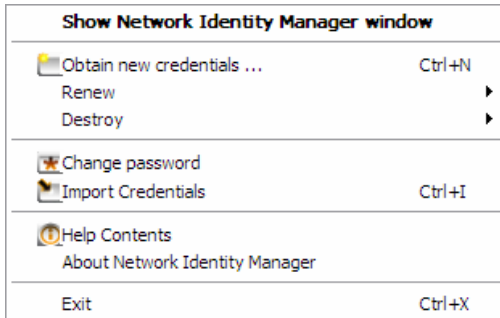 Show Network Identity Manager window
Obtain new credentials ... Ctrl+N
Renew
Destroy
Change password
Import Credentials Ctrl+I
Help Contents
About Network Identity Manager
Exit Ctrl+X